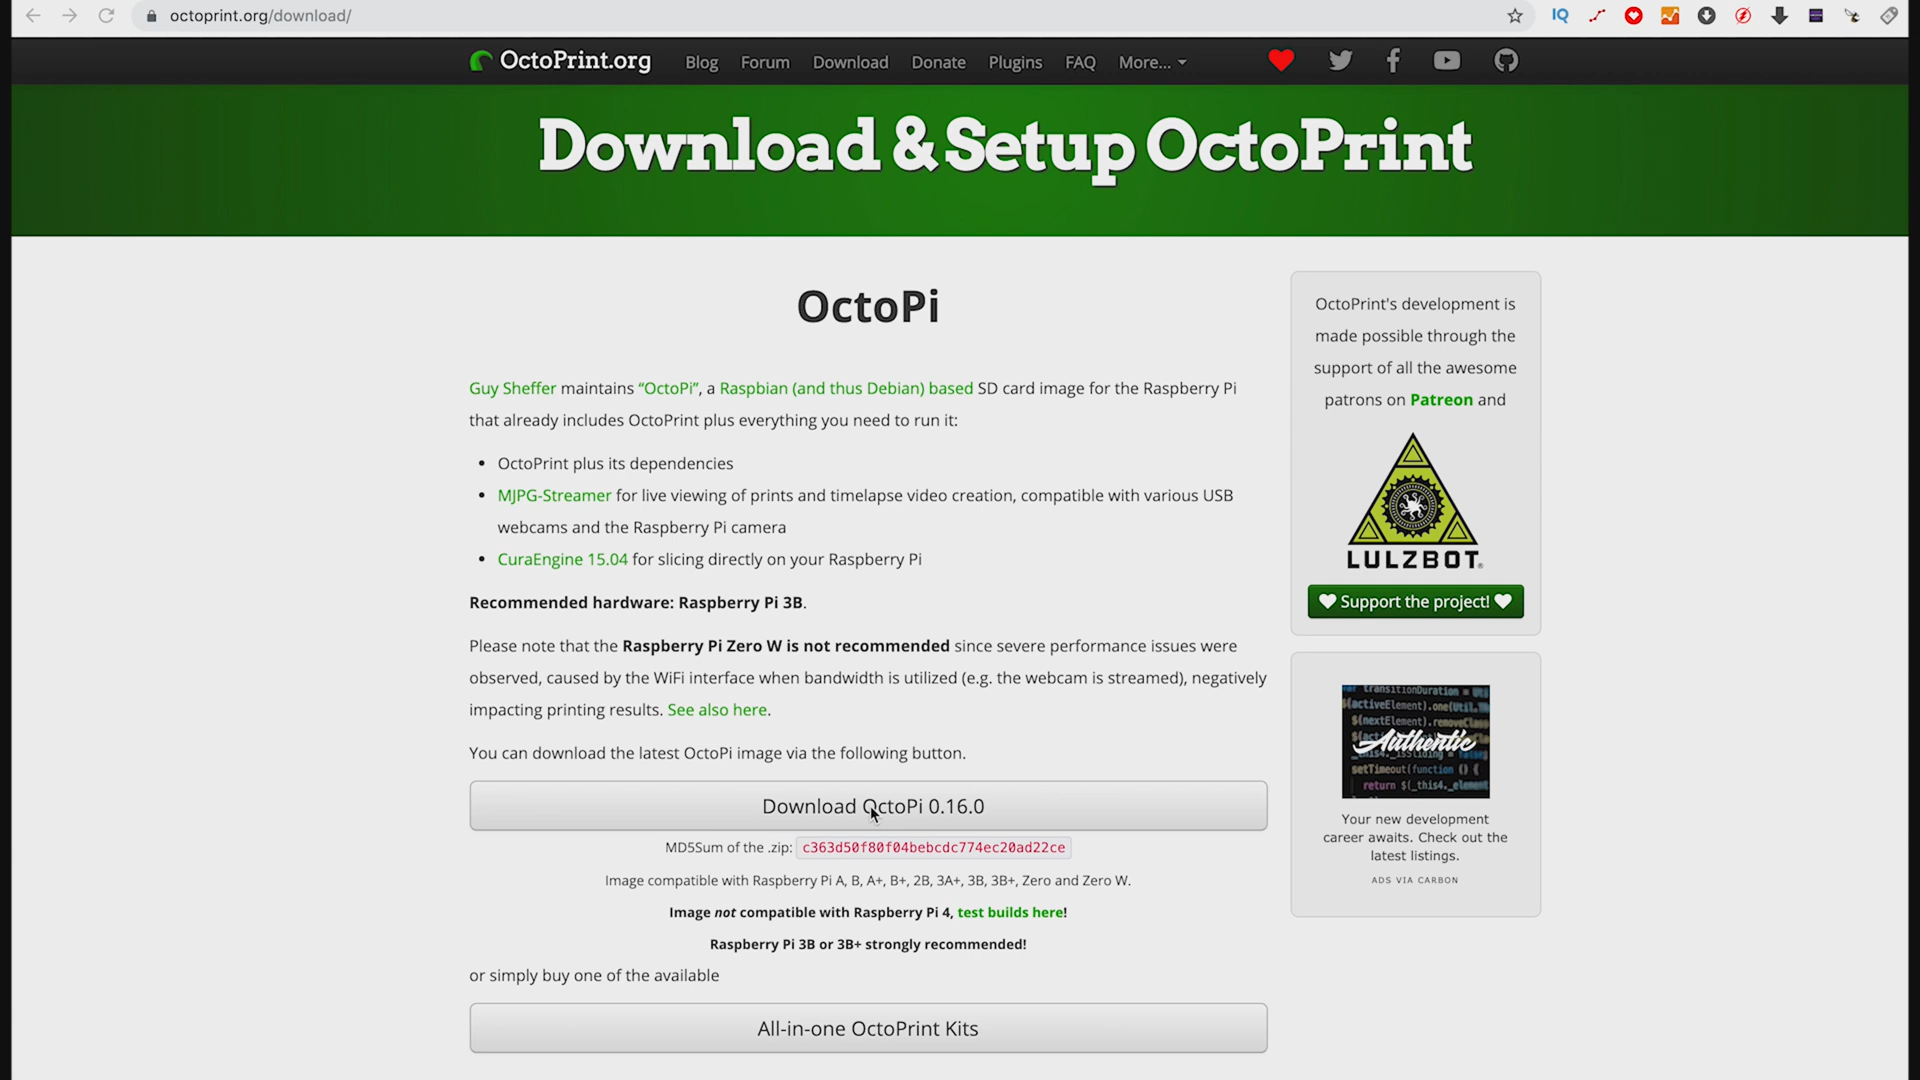 octoprint.org/download/
IQ
OctoPrint.org Blog Forum Download Donate Plugins FAQ More...
Download & Setup OctoPrint
OctoPi
Guy Sheffer maintains “OctoPi”, a Raspbian (and thus Debian) based SD card image for the Raspberry Pi
that already includes OctoPrint plus everything you need to run it:
OctoPrint plus its dependencies
MJPG-Streamer for live viewing of prints and timelapse video creation, compatible with various USB
webcams and the Raspberry Pi camera
CuraEngine 15.04 for slicing directly on your Raspberry Pi
Recommended hardware: Raspberry Pi 3B.
Please note that the Raspberry Pi Zero W is not recommended since severe performance issues were
observed, caused by the WiFi interface when bandwidth is utilized (e.g. the webcam is streamed), negatively
impacting printing results. See also here.
You can download the latest OctoPi image via the following button.
Download OctoPi 0.16.0
MD5Sum of the .zip: c363d50f80f04bebcdc774ec20ad22ce
Image compatible with Raspberry Pi A, B, A+, B+, 2B, 3A+, 3B, 3B+, Zero and Zero W.
Image not compatible with Raspberry Pi 4, test builds here!
Raspberry Pi 3B or 3B+ strongly recommended!
or simply buy one of the available
All-in-one OctoPrint Kits
OctoPrint's development is
made possible through the
support of all the awesome
patrons on Patreon and
LULZBOT
Support the project!
transitionDuration
$(activeElement).one(
$(nextElement).removeClass
Authentic
setTimeout(function () {
return $(_this4._element
Your new development
career awaits. Check out the
latest listings.
ADS VIA CARBON